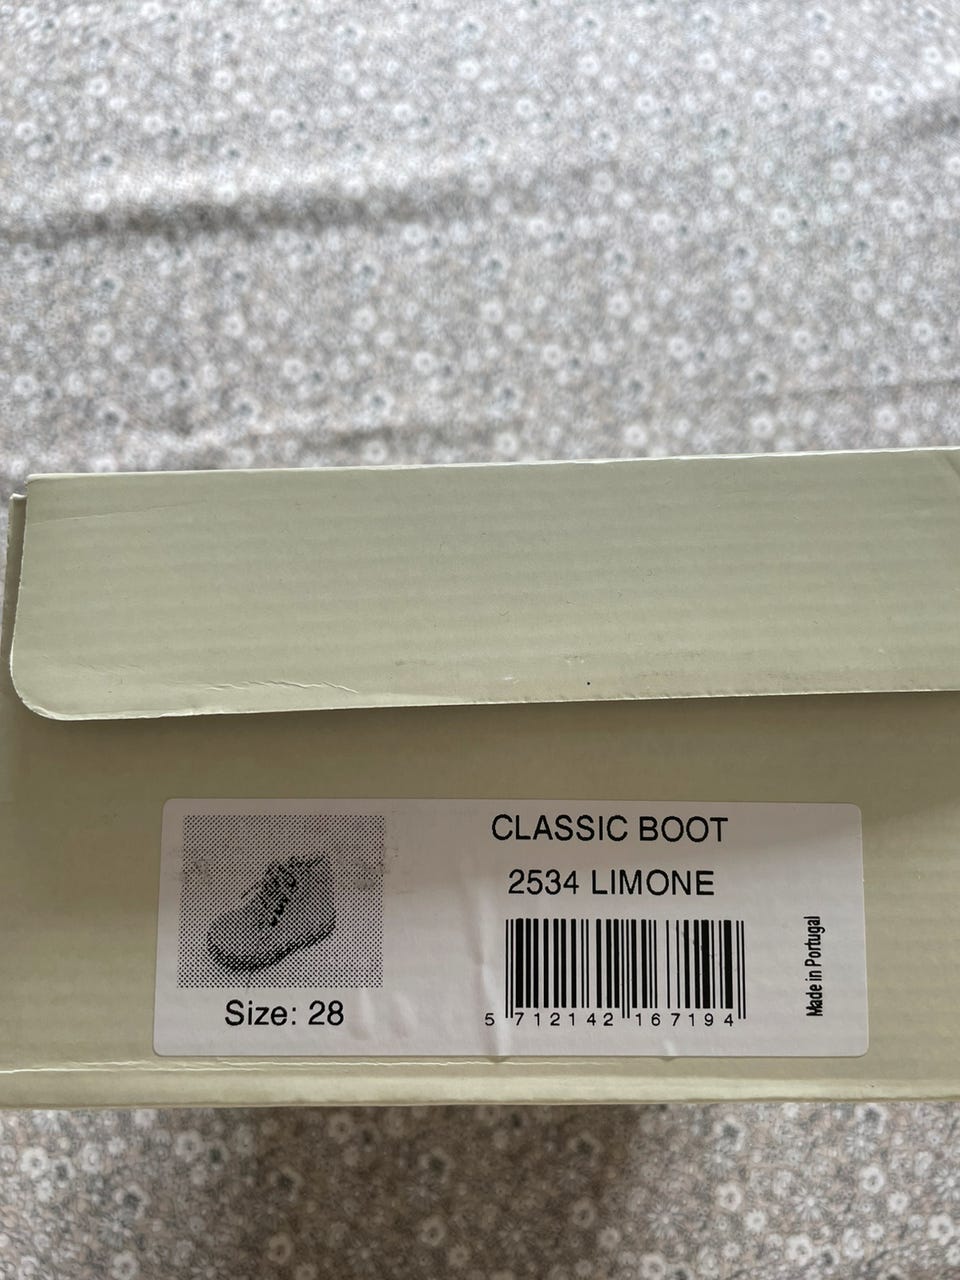 CLASSIC BOOT
2534 LIMONE
Size: 28
5 712142 167194
Made in Portugal